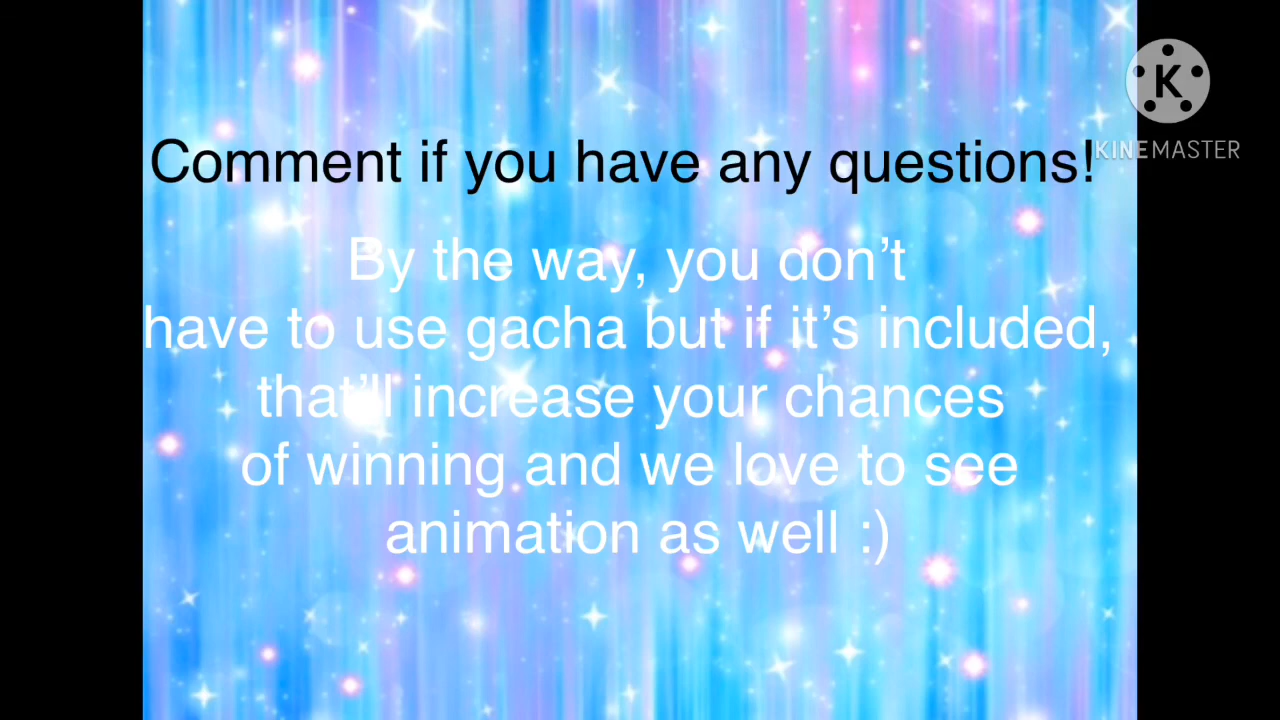 Comment if you have any questions!
K
KINEMASTER
By the way, you don’t
have to use gacha but if it’s included,
that’ll increase your chances
of winning and we love to see
animation as well :)